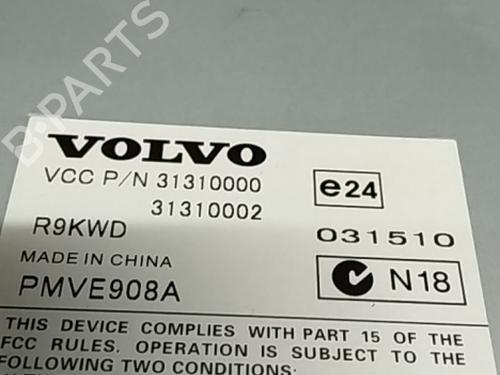 VOLVO
VCC P/N 31310000
31310002
e24
R9KWD
031510
MADE IN CHINA
N18
PMVE908A
THIS DEVICE COMPLIES WITH PART 15 OF THE
FCC RULES. OPERATION IS SUBJECT TO THE
FOLLOWING TWO CONDITIONS:
B-PARTS